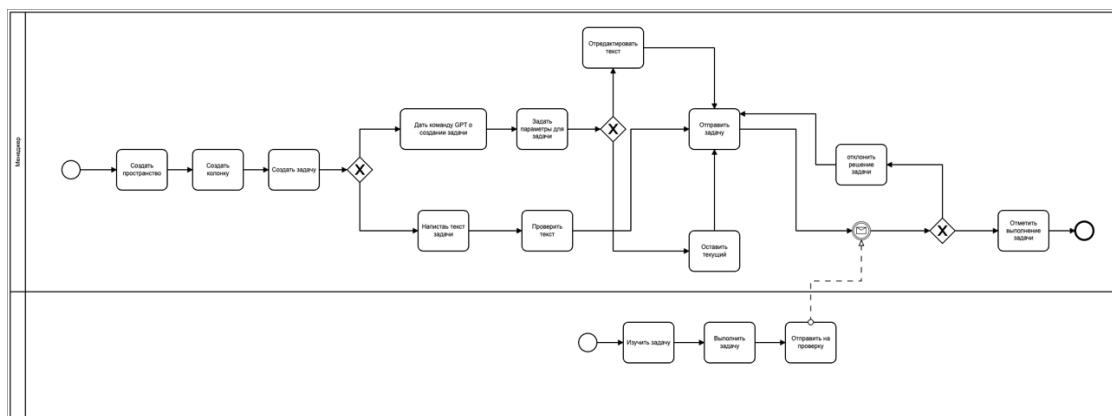 Менеджер
Создать
пространство
Создать
колонку
Создать задачу
X
Дать команду GPT о
создании задачи
Задать
параметры для
задачи
X
Отредактировать
текст
Отправить
задачу
Написаь текст
задачи
Проверить
текст
Оставить
текущий
отклонить
решение
задачи
X
Отметить
выполнение
задачи
Изучить задачу
Выполнить
задачу
Отправить на
проверку